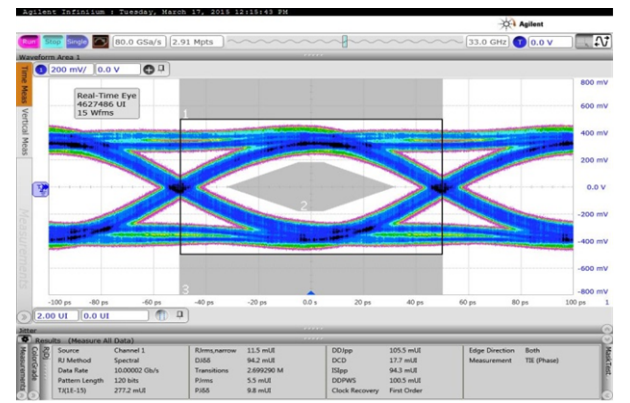 Agilent Infiniium : Tuesday, March 17, 2015 12:15:43 PM
Agilent
Run Stop Single 80.0 GSa/s 2.91 Mpts 33.0 GHz T 0.0 V
Waveform Area 1
1 200 mV/ 0.0 V
Time Meas
Vertical Meas
Measurements
Real-Time Eye
4627486 UI
15 Wfms
800 mV
600 mV
400 mV
200 mV
0.0 V
-200 mV
-400 mV
-600 mV
-800 mV
1
2
3
-100 ps -80 ps -60 ps -40 ps -20 ps 0.0 s 20 ps 40 ps 60 ps 80 ps 100 ps 1
2.00 UI 0.0 UI
Jitter
Results (Measure All Data)
Measurements
ColorGrade
RJDJ
MaskTest
Source Channel 1 RJrms,narrow 11.5 mUI DDJpp 105.5 mUI Edge Direction Both
RJ Method Spectral DJδδ 94.2 mUI DCD 17.7 mUI Measurement TIE (Phase)
Data Rate 10.00002 Gb/s Transitions 2.699290 M ISIpp 94.3 mUI
Pattern Length 120 bits PJrms 5.5 mUI DDPWS 100.5 mUI
TJ(1E-15) 277.2 mUI PJδδ 9.8 mUI Clock Recovery First Order